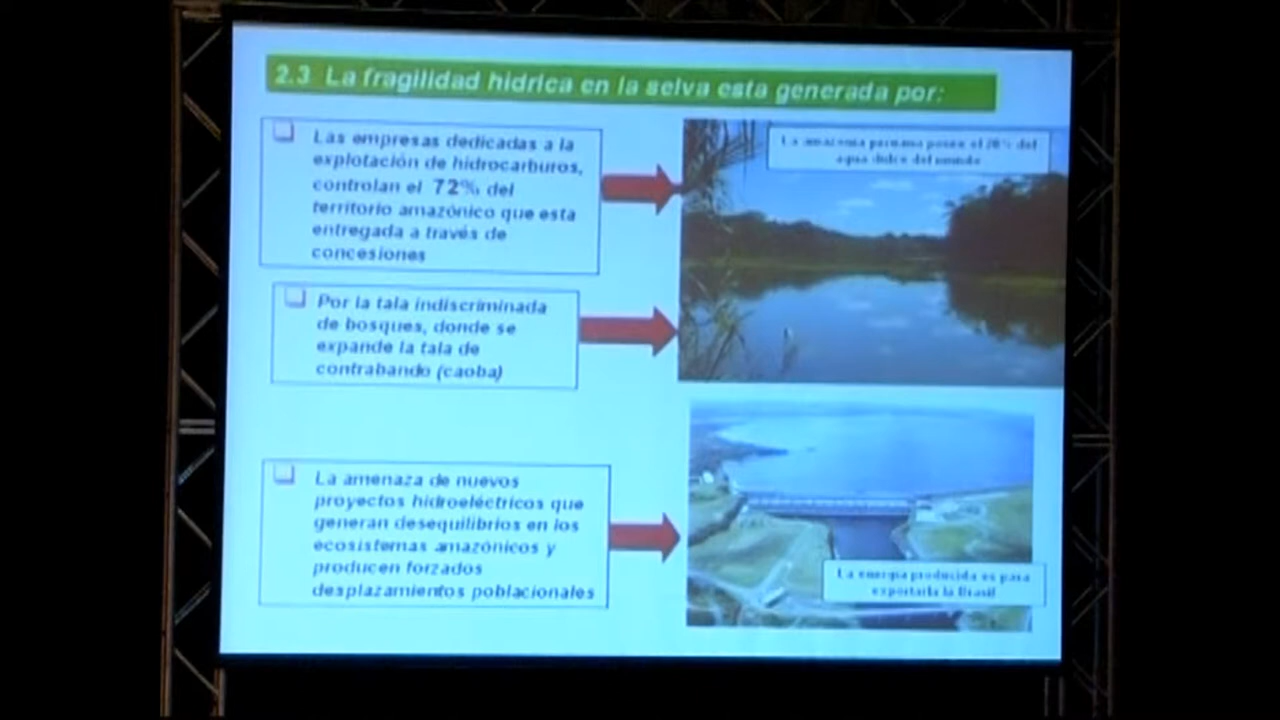 2.3 La fragilidad hidrica en la selva esta generada por:
Las empresas dedicadas a la
explotación de hidrocarburos,
controlan el 72% del
territorio amazónico que esta
entregada a través de
concesiones
La amazonia peruana posee el 20% del
agua dulce del mundo
Por la tala indiscriminada
de bosques, donde se
expande la tala de
contrabando (caoba)
La amenaza de nuevos
proyectos hidroeléctricos que
generan desequilibrios en los
ecosistemas amazónicos y
producen forzados
desplazamientos poblacionales
La energia producida es para
exportarla la Brasil